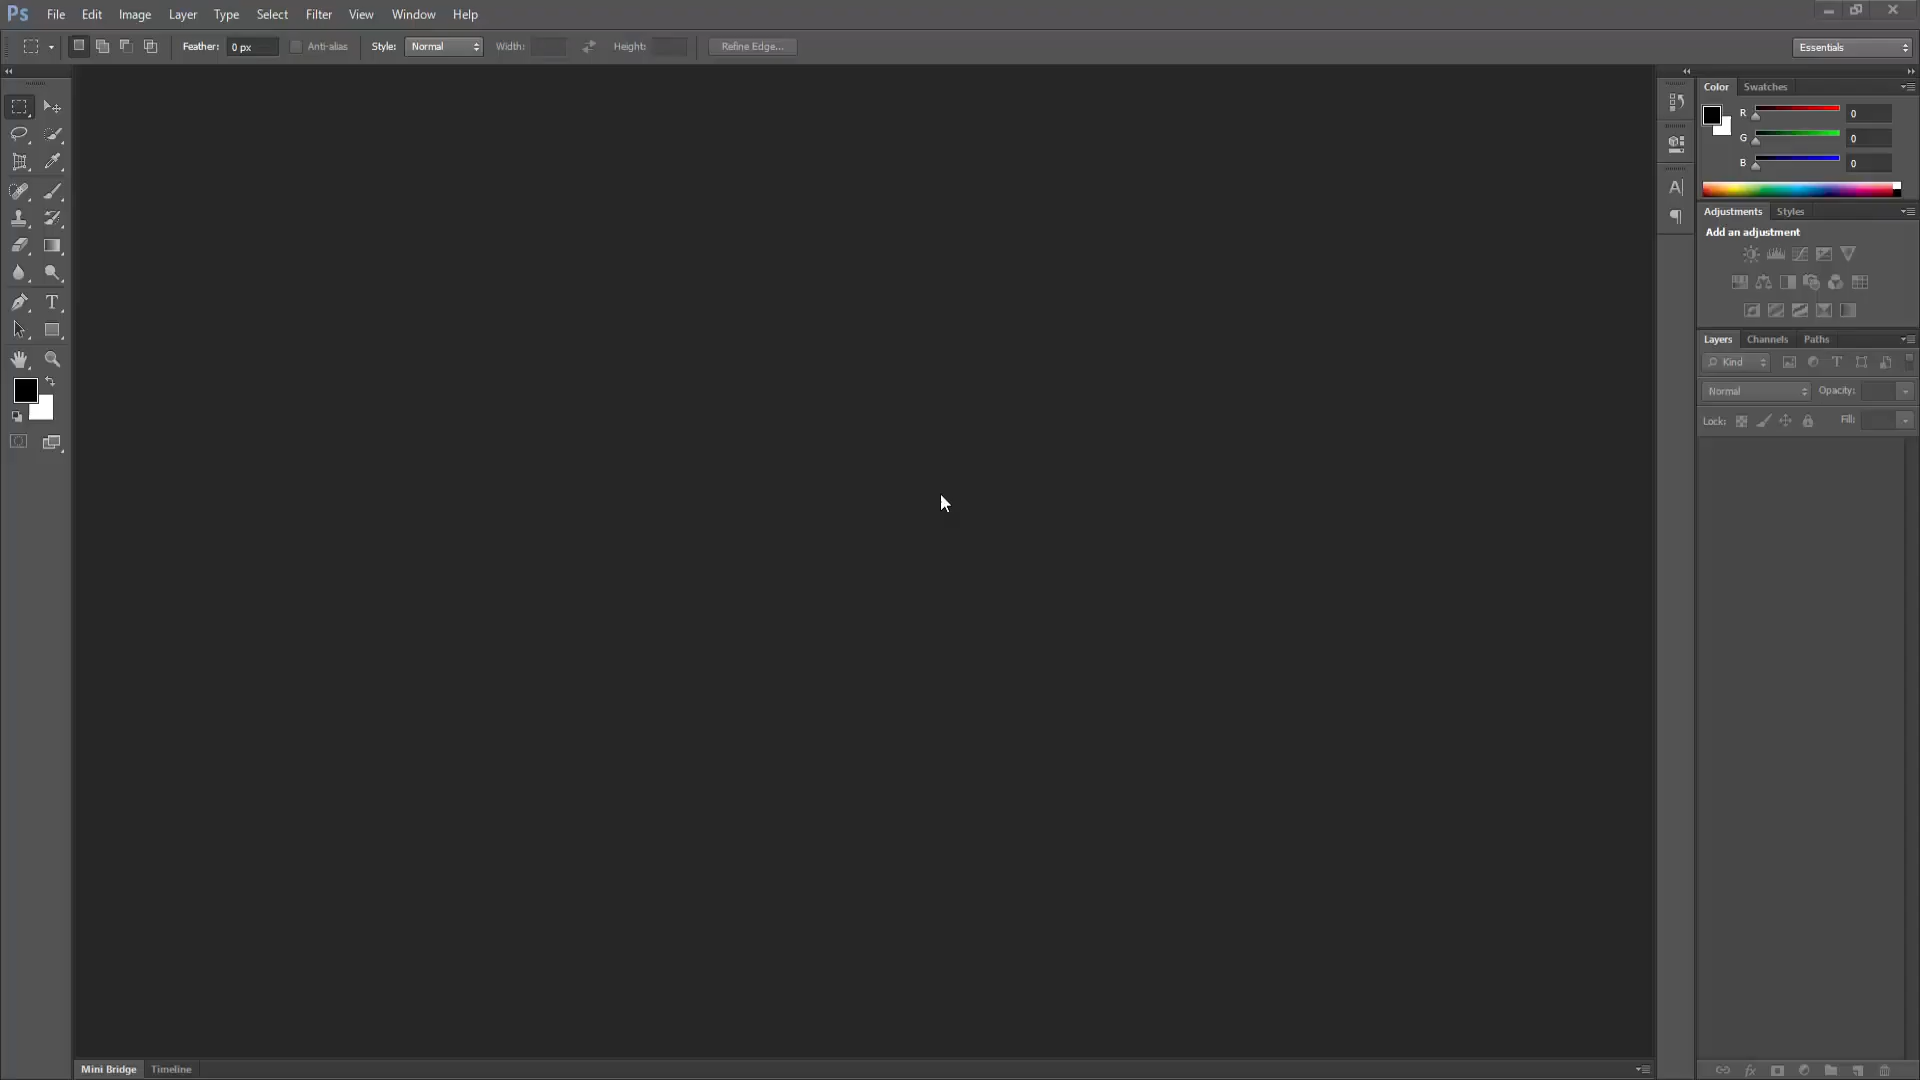 Ps File Edit Image Layer Type Select Filter View Window Help
Feather: 0 px Anti-alias Style: Normal Width: Height: Refine Edge... Essentials
Color Swatches
R 0
G 0
B 0
Adjustments Styles
Add an adjustment
Layers Channels Paths
Kind
Normal Opacity:
Lock: Fill:
Mini Bridge Timeline